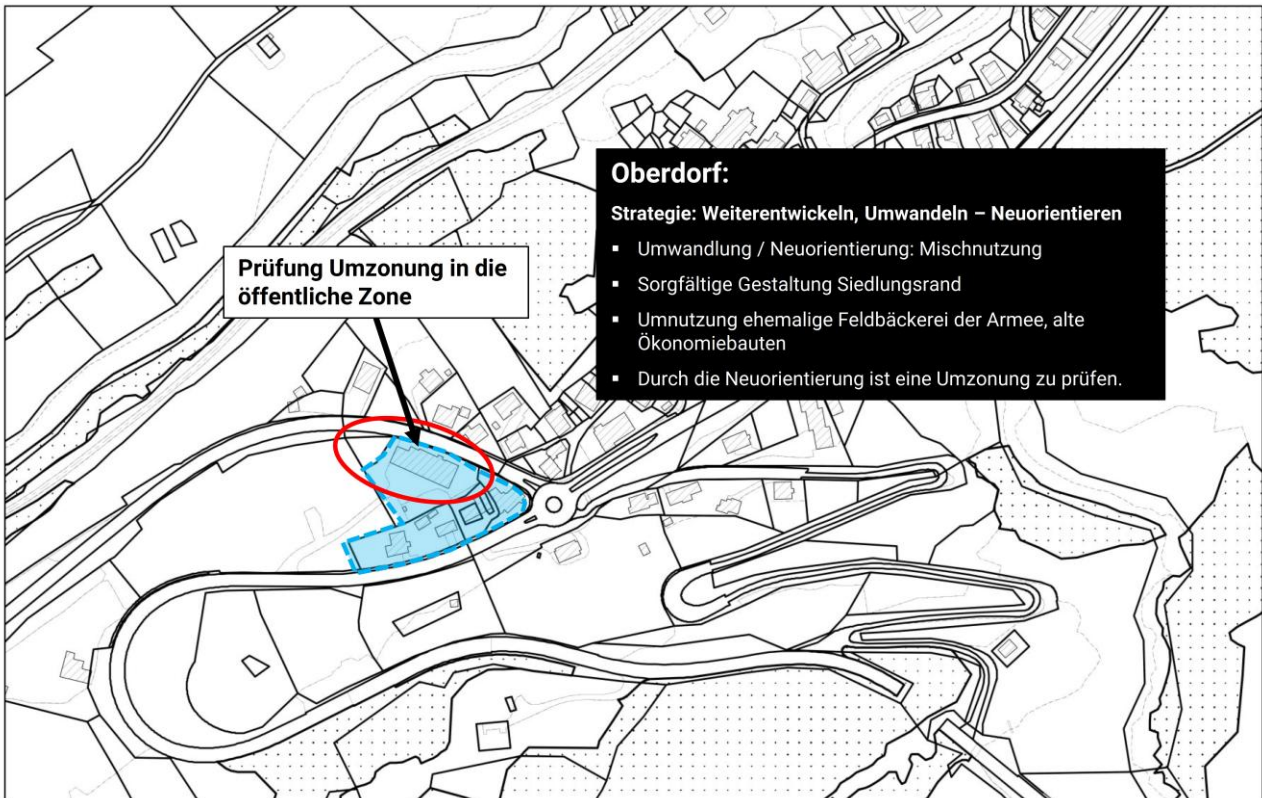 Oberdorf:
Strategie: Weiterentwickeln, Umwandeln – Neuorientieren
▪ Umwandlung / Neuorientierung: Mischnutzung
▪ Sorgfältige Gestaltung Siedlungsrand
▪ Umnutzung ehemalige Feldbäckerei der Armee, alte
Ökonomiebauten
▪ Durch die Neuorientierung ist eine Umzonung zu prüfen.
Prüfung Umzonung in die
öffentliche Zone